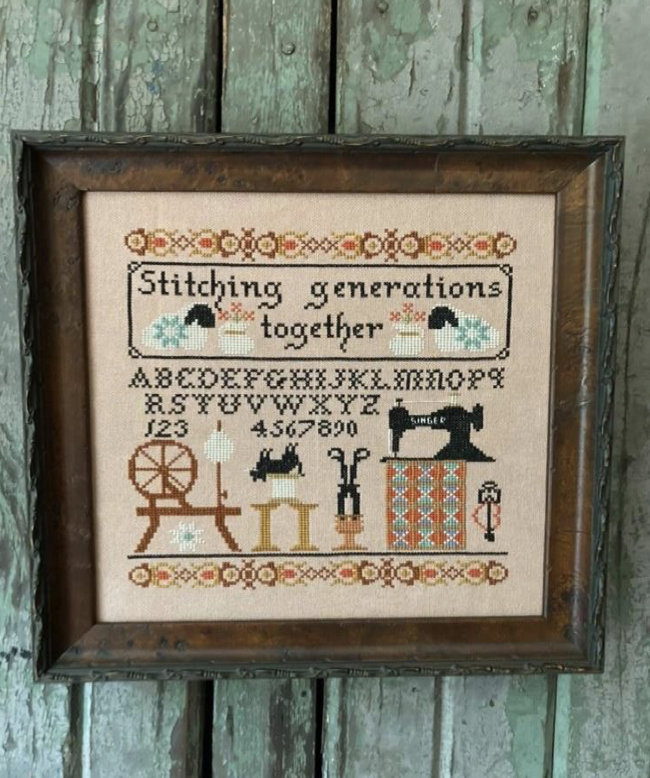 Stitching generations
together
ABCDEFGHIJKLMNOPQ
RSTUVWXYZ
123 4567890
SINGER